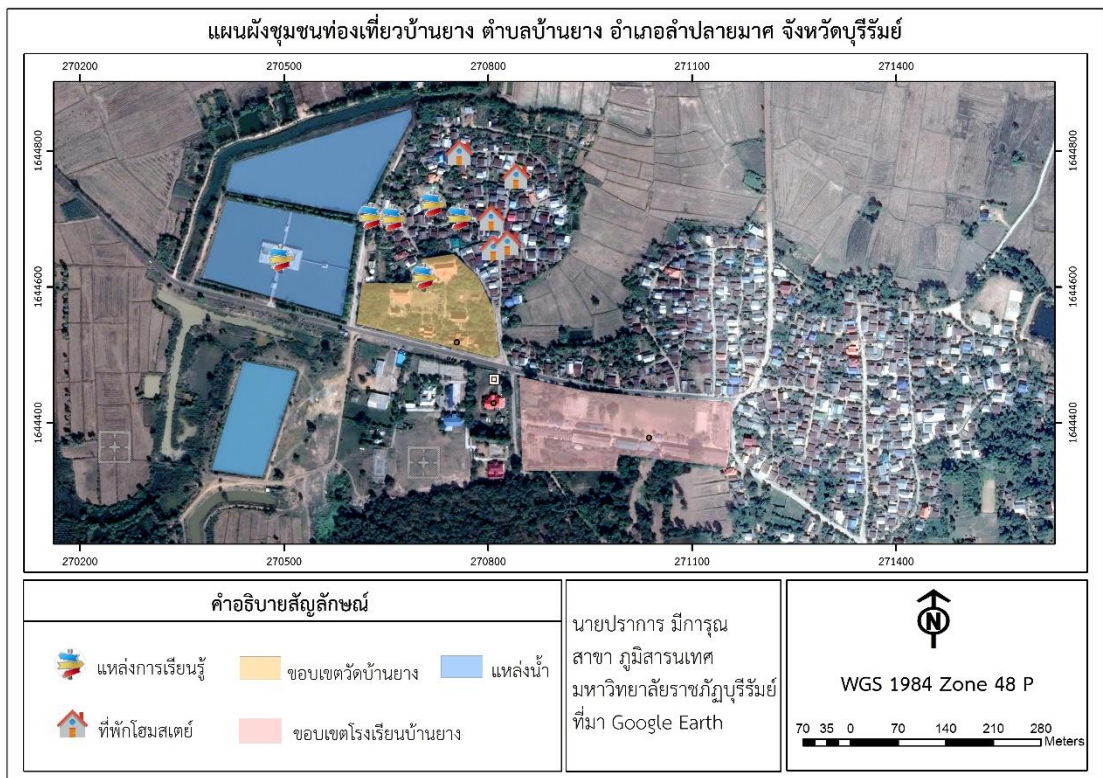 แผนผังชุมชนท่องเที่ยวบ้านยาง ตำบลบ้านยาง อำเภอลำปลายมาศ จังหวัดบุรีรัมย์
270200 270500 270800 271100 271400
1644800 1644800
1644600 1644600
1644400 1644400
270200 270500 270800 271100 271400
คำอธิบายสัญลักษณ์
แหล่งการเรียนรู้ ขอบเขตวัดบ้านยาง แหล่งน้ำ
ที่พักโฮมสเตย์ ขอบเขตโรงเรียนบ้านยาง
นายปราการ มีการุณ
สาขา ภูมิสารนเทศ
มหาวิทยาลัยราชภัฏบุรีรัมย์
ที่มา Google Earth
N
WGS 1984 Zone 48 P
70 35 0 70 140 210 280
Meters